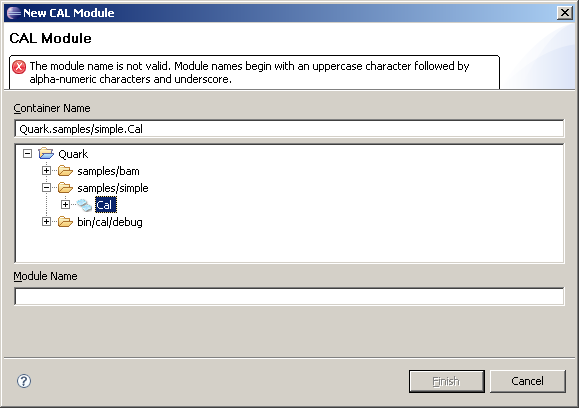 New CAL Module
CAL Module
The module name is not valid. Module names begin with an uppercase character followed by
alpha-numeric characters and underscore.
Container Name
Quark.samples/simple.Cal
Quark
samples/bam
samples/simple
Cal
bin/cal/debug
Module Name
Finish
Cancel